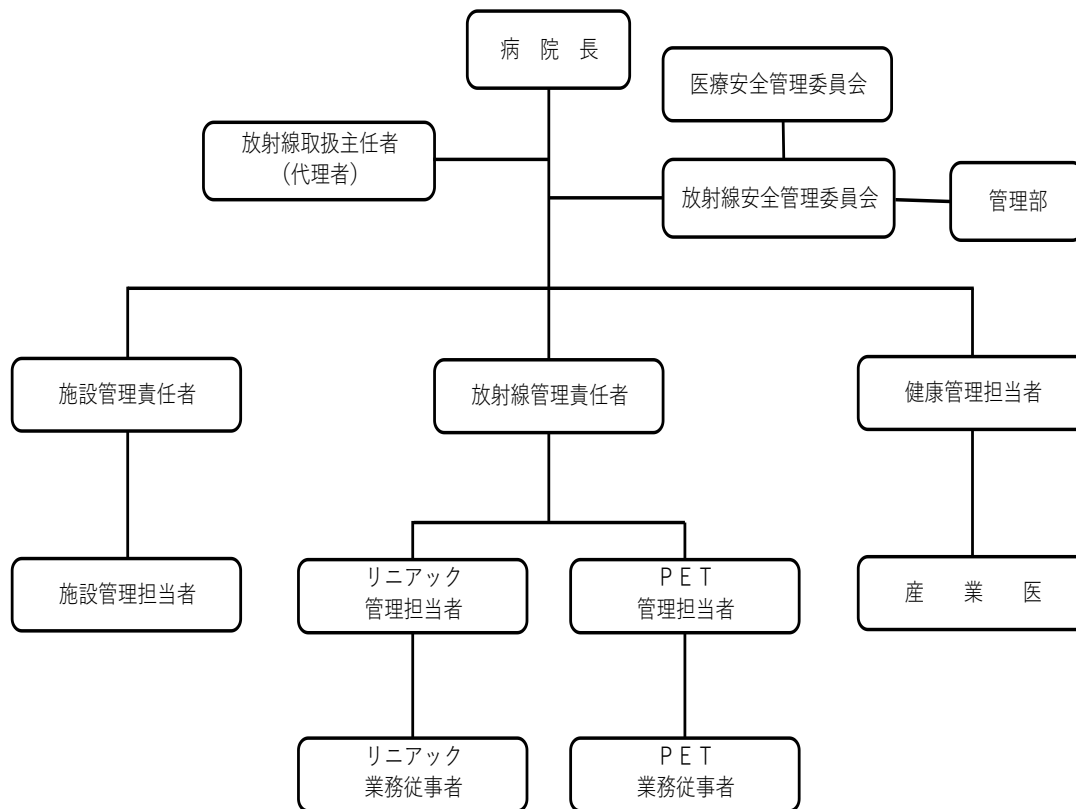 病　院　長
医療安全管理委員会
放射線取扱主任者
（代理者）
放射線安全管理委員会
管理部
施設管理責任者
放射線管理責任者
健康管理担当者
施設管理担当者
リニアック
管理担当者
ＰＥＴ
管理担当者
産　業　医
リニアック
業務従事者
ＰＥＴ
業務従事者